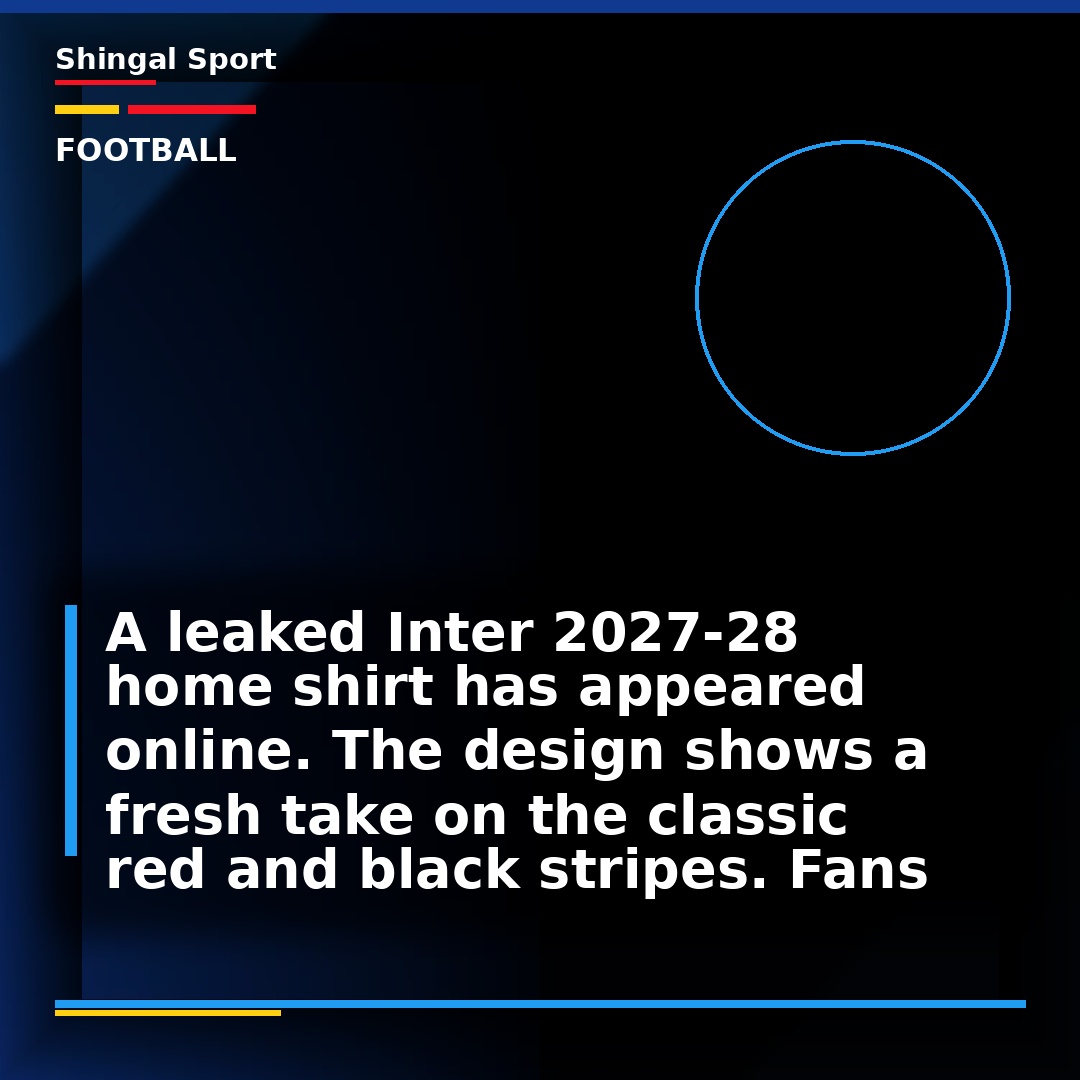 Shingal Sport
FOOTBALL
A leaked Inter 2027-28
home shirt has appeared
online. The design shows a
fresh take on the classic
red and black stripes. Fans